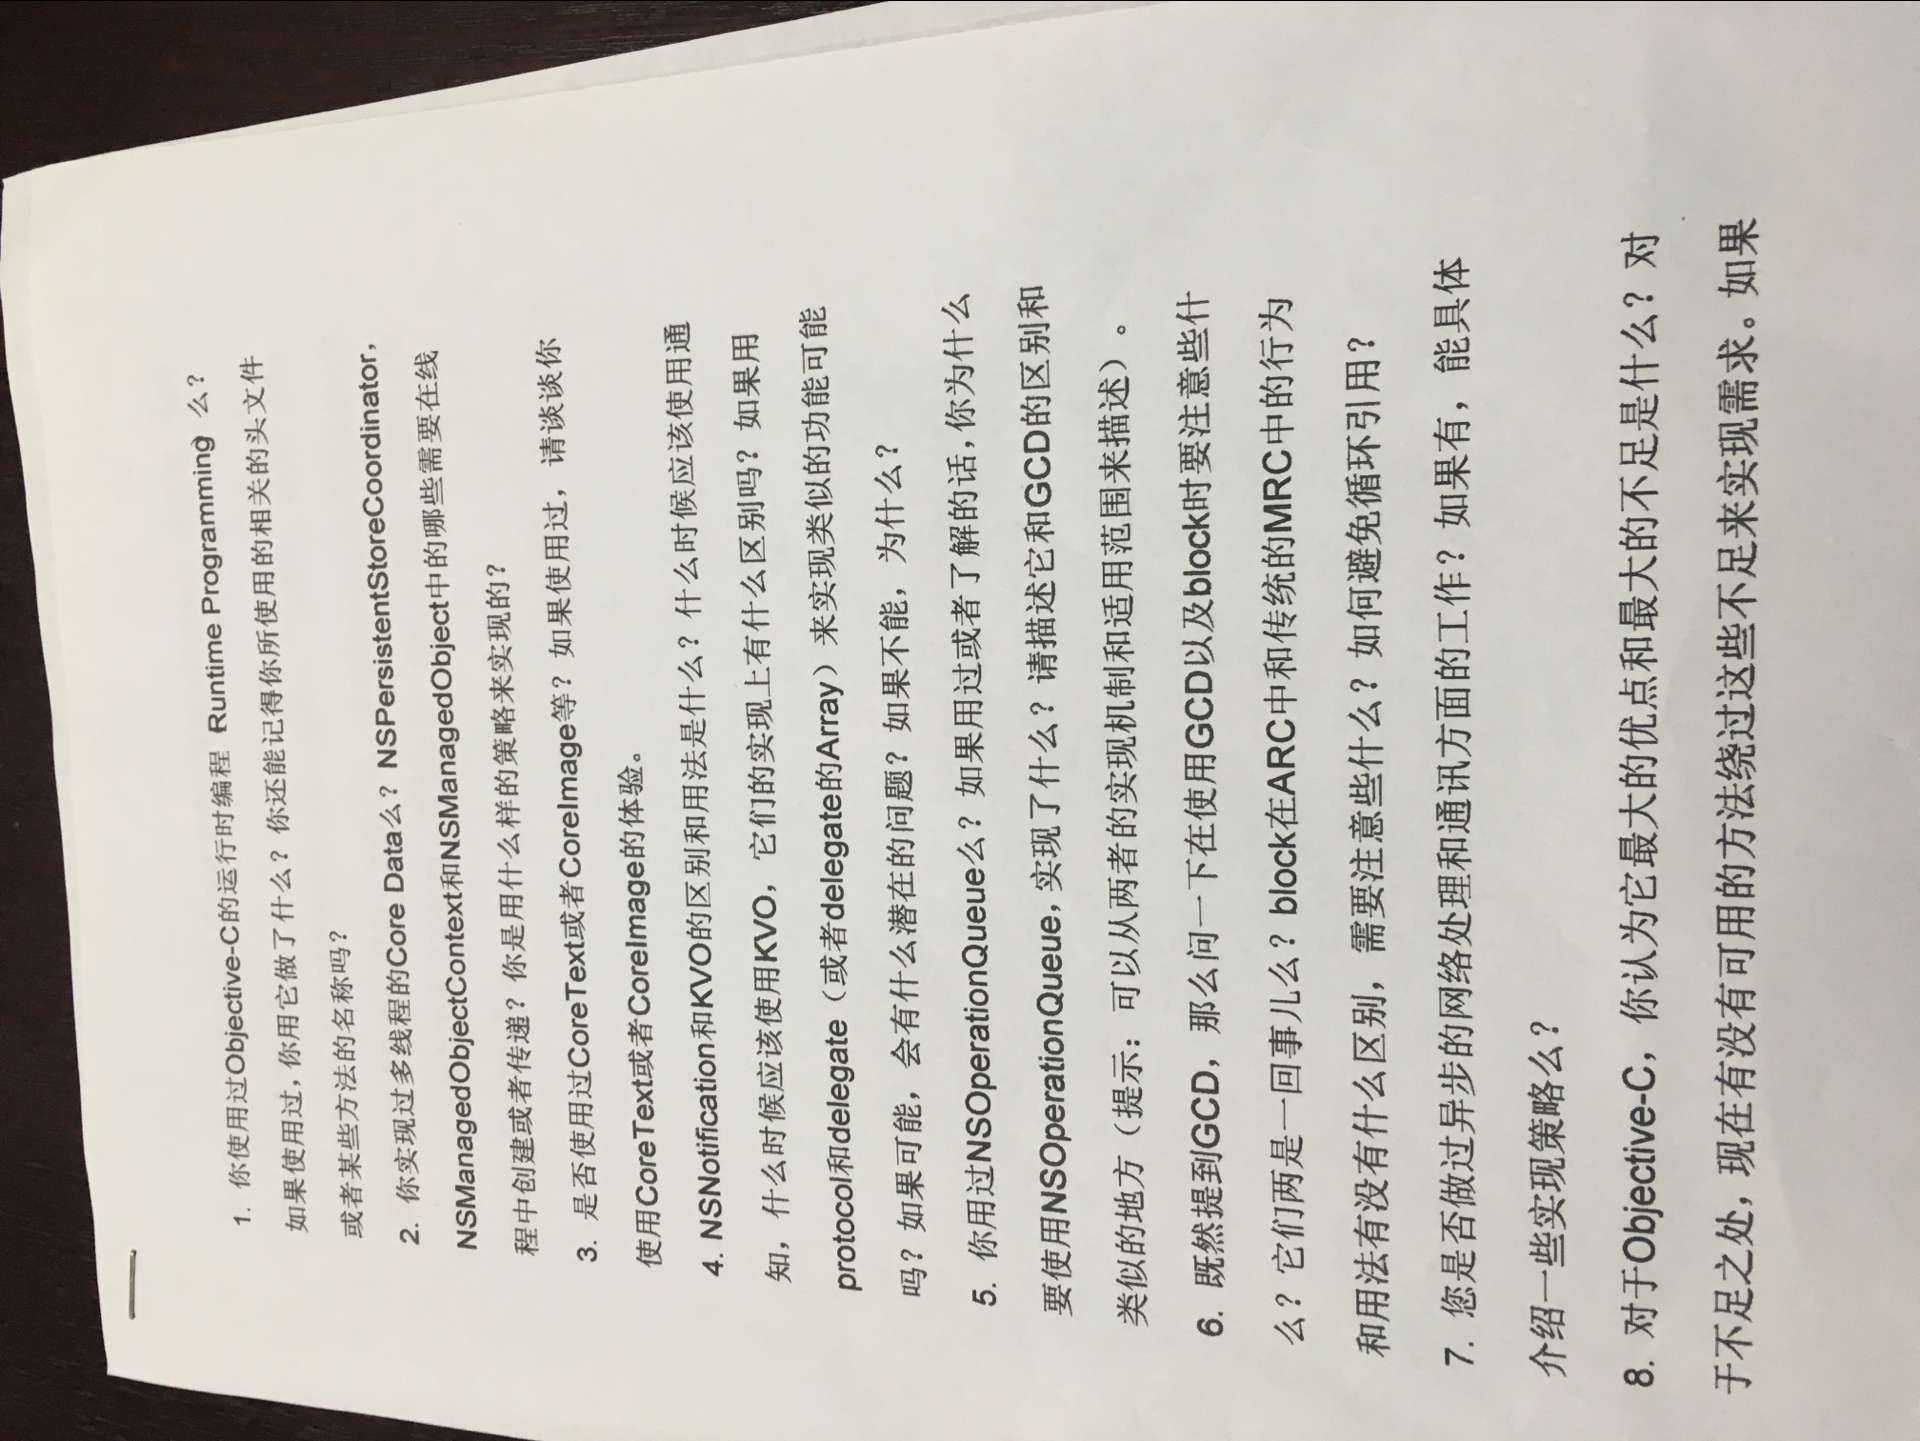 1. 你使用过Objective-C的运行时编程（Runtime Programming）么？
如果使用过，你用它做了什么？你还能记得你所使用的相关的头文件
或者某些方法的名称吗？
2. 你实现过多线程的Core Data么？NSPersistentStoreCoordinator，
NSManagedObjectContext和NSManagedObject中的哪些需要在线
程中创建或者传递？你是用什么样的策略来实现的？
3. 是否使用过CoreText或者CoreImage等？如果使用过，请谈谈你
使用CoreText或者CoreImage的体验。
4. NSNotification和KVO的区别和用法是什么？什么时候应该使用通
知，什么时候应该使用KVO，它们的实现上有什么区别吗？如果用
protocol和delegate（或者delegate的Array）来实现类似的功能可能
吗？如果可能，会有什么潜在的问题？如果不能，为什么？
5. 你用过NSOperationQueue么？如果用过或者了解的话，你为什么
要使用NSOperationQueue，实现了什么？请描述它和GCD的区别和
类似的地方（提示：可以从两者的实现机制和适用范围来描述）。
6. 既然提到GCD，那么问一下在使用GCD以及block时要注意些什
么？它们两是一回事儿么？block在ARC中和传统的MRC中的行为
和用法有没有什么区别，需要注意些什么？如何避免循环引用？
7. 您是否做过异步的网络处理和通讯方面的工作？如果有，能具体
介绍一些实现策略么？
8. 对于Objective-C，你认为它最大的优点和最大的不足是什么？对
于不足之处，现在有没有可用的方法绕过这些不足来实现需求。如果